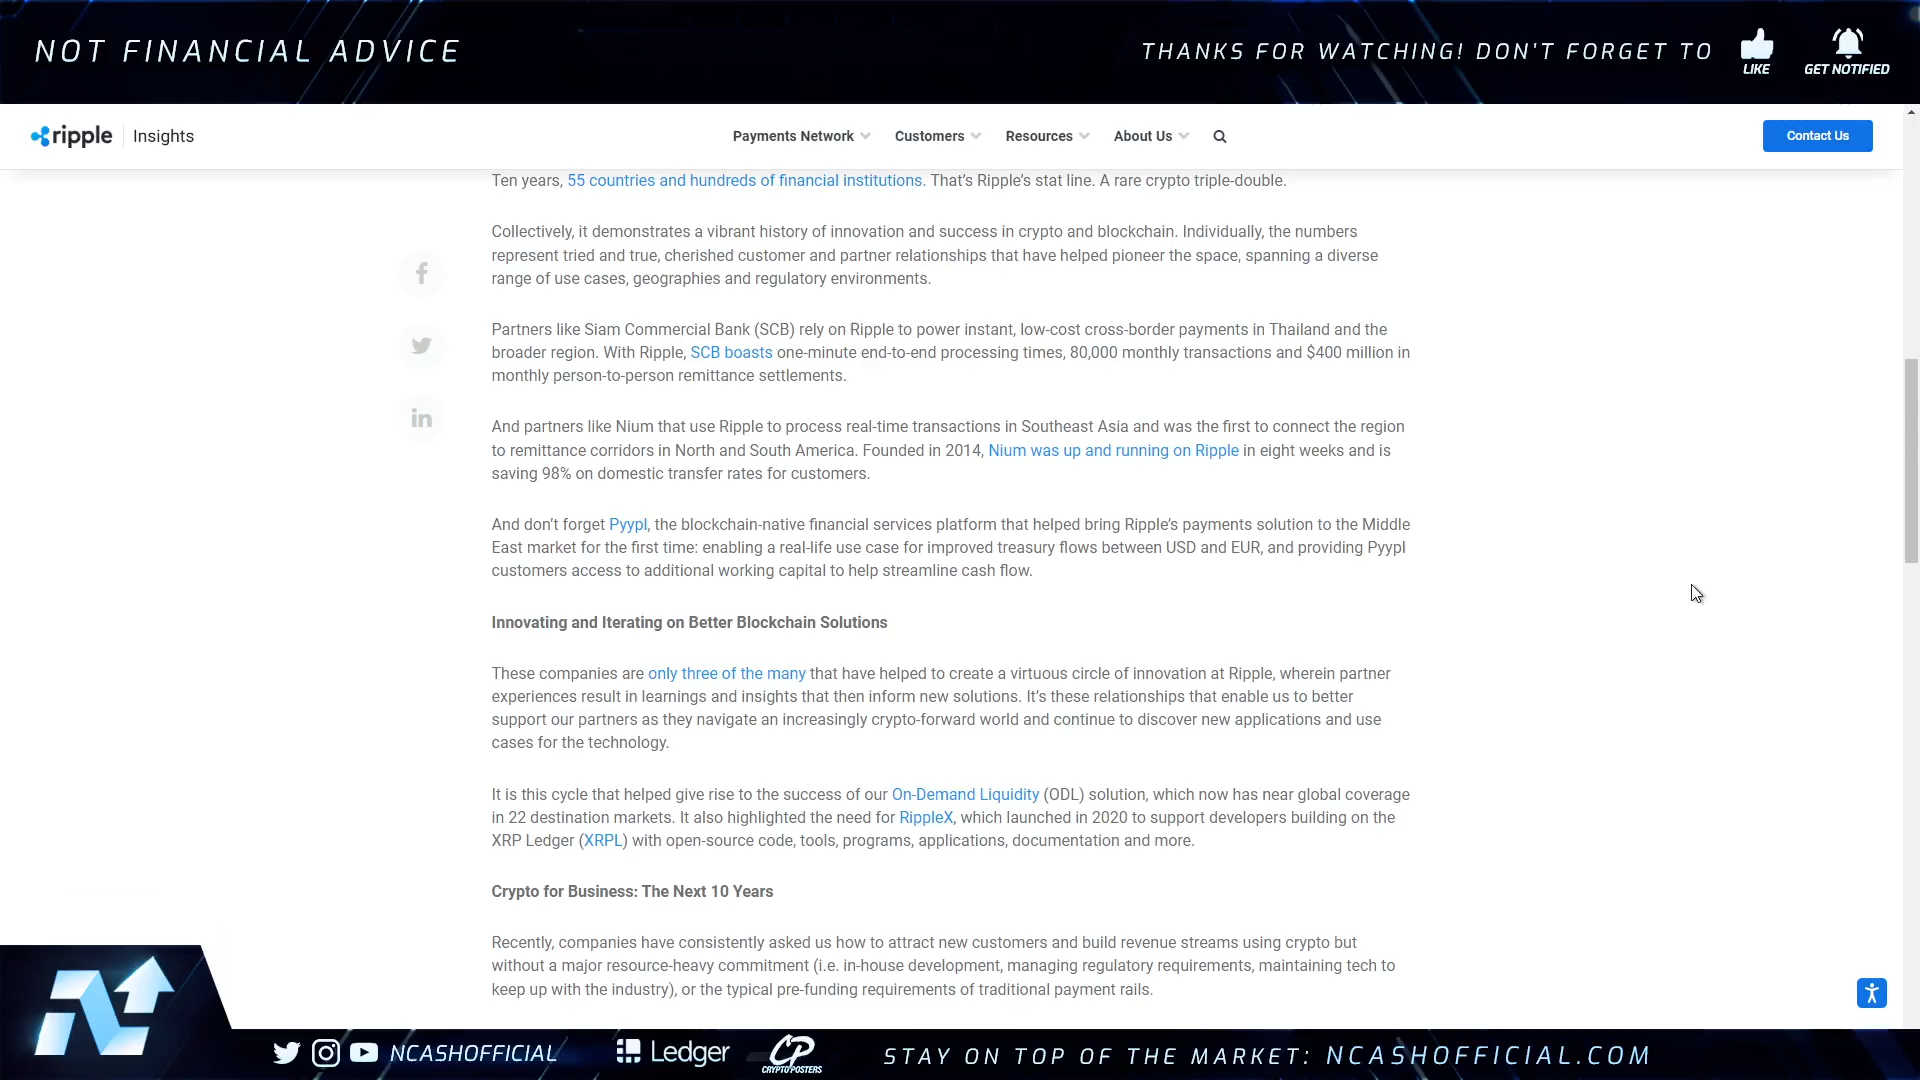 NOT FINANCIAL ADVICE
THANKS FOR WATCHING! DON'T FORGET TO
LIKE
GET NOTIFIED
ripple Insights
Payments Network
Customers
Resources
About Us
Contact Us
Ten years, 55 countries and hundreds of financial institutions. That’s Ripple’s stat line. A rare crypto triple-double.
Collectively, it demonstrates a vibrant history of innovation and success in crypto and blockchain. Individually, the numbers
represent tried and true, cherished customer and partner relationships that have helped pioneer the space, spanning a diverse
range of use cases, geographies and regulatory environments.
Partners like Siam Commercial Bank (SCB) rely on Ripple to power instant, low-cost cross-border payments in Thailand and the
broader region. With Ripple, SCB boasts one-minute end-to-end processing times, 80,000 monthly transactions and $400 million in
monthly person-to-person remittance settlements.
And partners like Nium that use Ripple to process real-time transactions in Southeast Asia and was the first to connect the region
to remittance corridors in North and South America. Founded in 2014, Nium was up and running on Ripple in eight weeks and is
saving 98% on domestic transfer rates for customers.
And don’t forget Pyypl, the blockchain-native financial services platform that helped bring Ripple’s payments solution to the Middle
East market for the first time: enabling a real-life use case for improved treasury flows between USD and EUR, and providing Pyypl
customers access to additional working capital to help streamline cash flow.
Innovating and Iterating on Better Blockchain Solutions
These companies are only three of the many that have helped to create a virtuous circle of innovation at Ripple, wherein partner
experiences result in learnings and insights that then inform new solutions. It’s these relationships that enable us to better
support our partners as they navigate an increasingly crypto-forward world and continue to discover new applications and use
cases for the technology.
It is this cycle that helped give rise to the success of our On-Demand Liquidity (ODL) solution, which now has near global coverage
in 22 destination markets. It also highlighted the need for RippleX, which launched in 2020 to support developers building on the
XRP Ledger (XRPL) with open-source code, tools, programs, applications, documentation and more.
Crypto for Business: The Next 10 Years
Recently, companies have consistently asked us how to attract new customers and build revenue streams using crypto but
without a major resource-heavy commitment (i.e. in-house development, managing regulatory requirements, maintaining tech to
keep up with the industry), or the typical pre-funding requirements of traditional payment rails.
NCASHOFFICIAL
Ledger
CP
CRYPTOPOSTERS
STAY ON TOP OF THE MARKET: NCASHOFFICIAL.COM